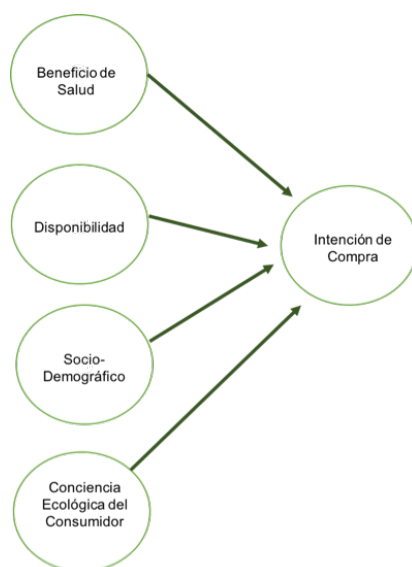 Beneficio de
Salud
Disponibilidad
Intención de
Compra
Socio-
Demográfico
Conciencia
Ecológica del
Consumidor